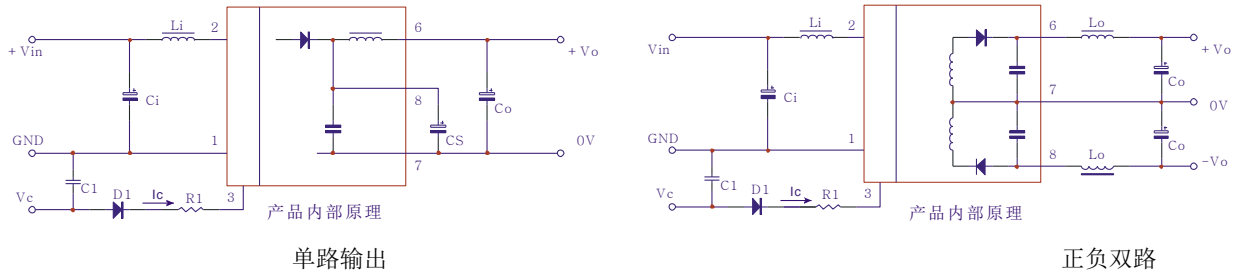 Li
2
6
+Vin
+Vo
Ci
8
Co
CS
GND
1
0V
7
C1
D1
Ic
R1
3
Vc
产品内部原理
单路输出
Li
2
6
Lo
Vin
+Vo
Co
Ci
7
0V
GND
1
Co
8
Lo
-Vo
C1
D1
Ic
R1
3
Vc
产品内部原理
正负双路